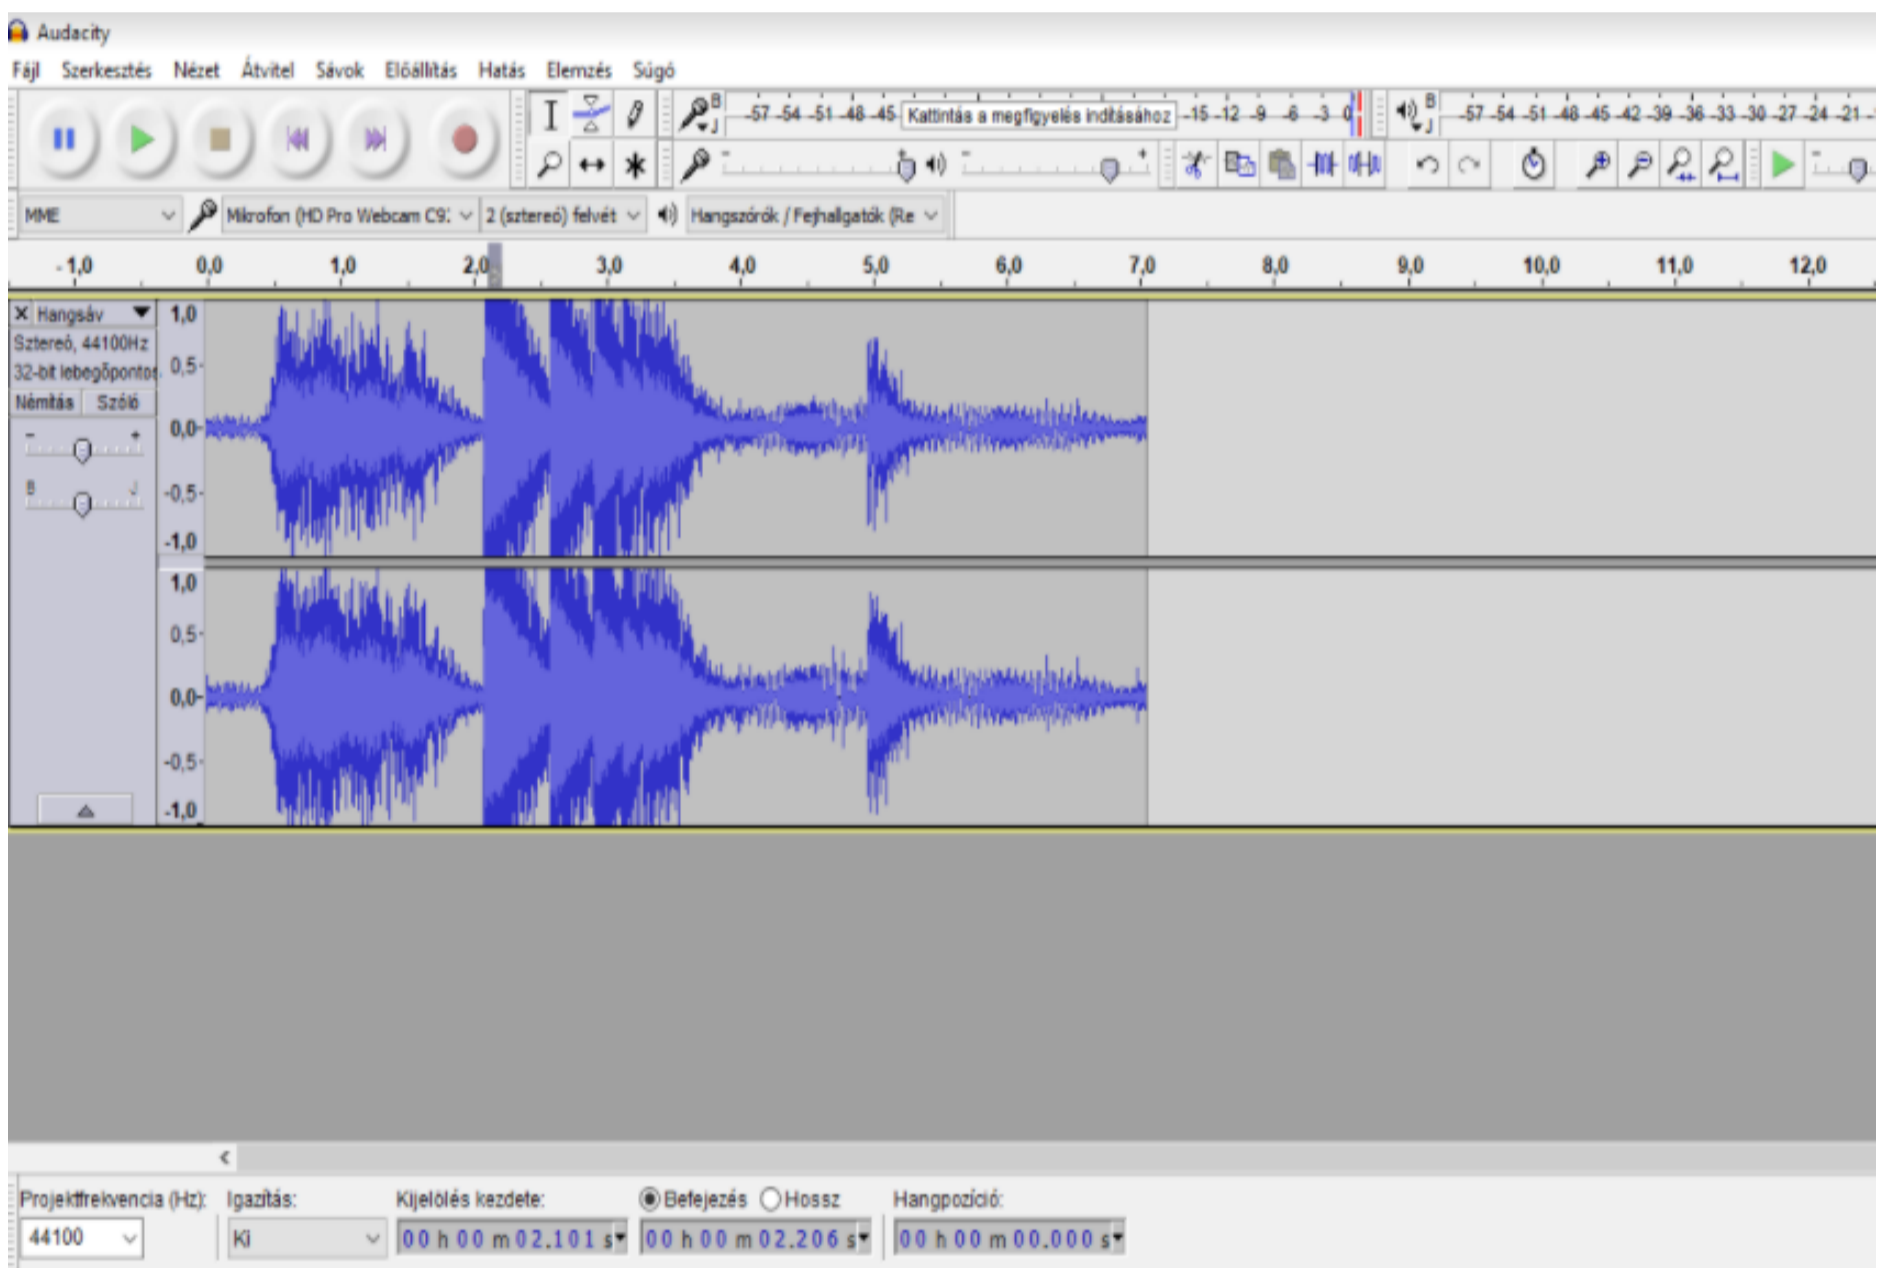 Audacity
Fájl Szerkesztés Nézet Átvitel Sávok Előállítás Hatás Elemzés Súgó
B J -57 -54 -51 -48 -45 Kattintás a megfigyelés indításához -15 -12 -9 -6 -3 0 B J -57 -54 -51 -48 -45 -42 -39 -36 -33 -30 -27 -24 -21
- + - + -
MME Mikrofon (HD Pro Webcam C9 2 (sztereó) felvét Hangszórók / Fejhallgatók (Re
-1,0 0,0 1,0 2,0 3,0 4,0 5,0 6,0 7,0 8,0 9,0 10,0 11,0 12,0
X Hangsáv 1,0
Sztereó, 44100Hz
32-bit lebegőpontos 0,5
Némítás Szóló
0,0
- +
B J -0,5
-1,0
1,0
0,5
0,0
-0,5
-1,0
Projektfrekvencia (Hz): Igazítás: Kijelölés kezdete: Befejezés Hossz Hangpozíció:
44100 Ki 00 h 00 m 02.101 s 00 h 00 m 02.206 s 00 h 00 m 00.000 s